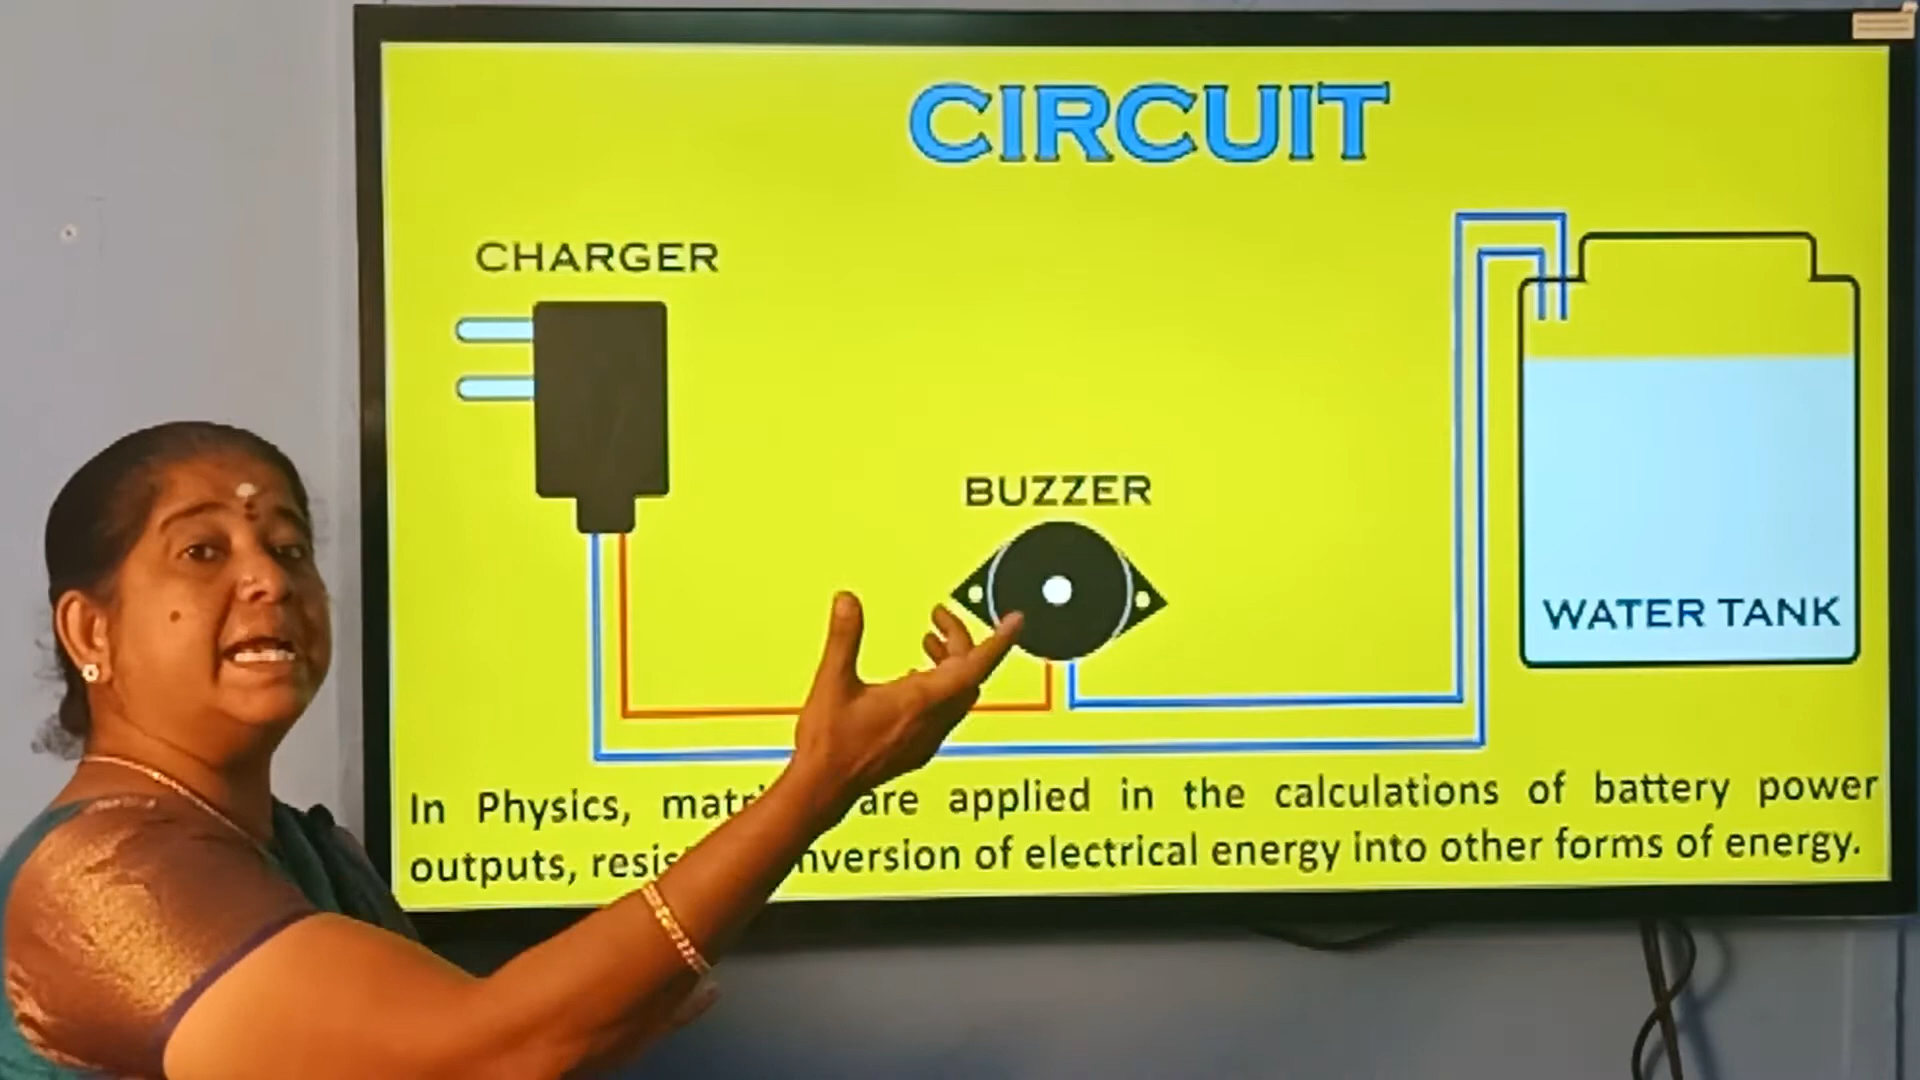 CIRCUIT
CHARGER
BUZZER
WATER TANK
In Physics, are applied in the calculations of battery power
outputs, of electrical energy into other forms of energy.